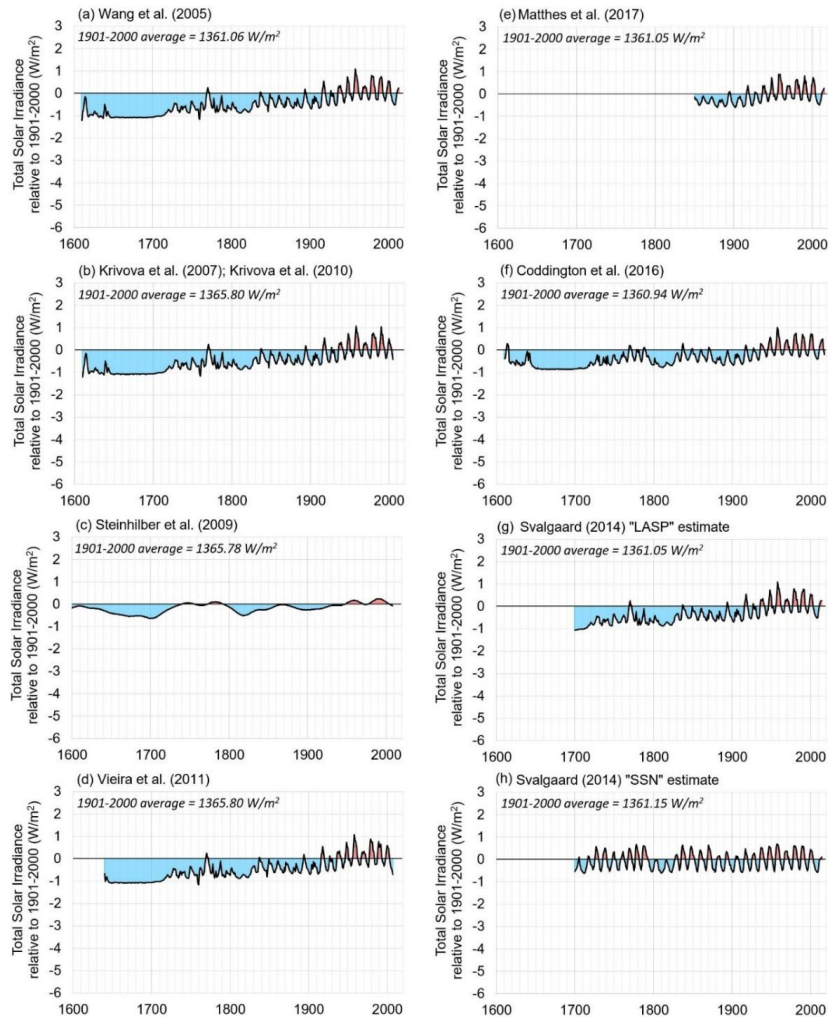 (a) Wang et al. (2005)
1901-2000 average = 1361.06 W/m²
Total Solar Irradiance
relative to 1901-2000 (W/m²)
3
2
1
0
-1
-2
-3
-4
-5
-6
1600 1700 1800 1900 2000
(b) Krivova et al. (2007); Krivova et al. (2010)
1901-2000 average = 1365.80 W/m²
Total Solar Irradiance
relative to 1901-2000 (W/m²)
3
2
1
0
-1
-2
-3
-4
-5
-6
1600 1700 1800 1900 2000
(c) Steinhilber et al. (2009)
1901-2000 average = 1365.78 W/m²
Total Solar Irradiance
relative to 1901-2000 (W/m²)
3
2
1
0
-1
-2
-3
-4
-5
-6
1600 1700 1800 1900 2000
(d) Vieira et al. (2011)
1901-2000 average = 1365.80 W/m²
Total Solar Irradiance
relative to 1901-2000 (W/m²)
3
2
1
0
-1
-2
-3
-4
-5
-6
1600 1700 1800 1900 2000
(e) Matthes et al. (2017)
1901-2000 average = 1361.05 W/m²
Total Solar Irradiance
relative to 1901-2000 (W/m²)
3
2
1
0
-1
-2
-3
-4
-5
-6
1600 1700 1800 1900 2000
(f) Coddington et al. (2016)
1901-2000 average = 1360.94 W/m²
Total Solar Irradiance
relative to 1901-2000 (W/m²)
3
2
1
0
-1
-2
-3
-4
-5
-6
1600 1700 1800 1900 2000
(g) Svalgaard (2014) "LASP" estimate
1901-2000 average = 1361.05 W/m²
Total Solar Irradiance
relative to 1901-2000 (W/m²)
3
2
1
0
-1
-2
-3
-4
-5
-6
1600 1700 1800 1900 2000
(h) Svalgaard (2014) "SSN" estimate
1901-2000 average = 1361.15 W/m²
Total Solar Irradiance
relative to 1901-2000 (W/m²)
3
2
1
0
-1
-2
-3
-4
-5
-6
1600 1700 1800 1900 2000